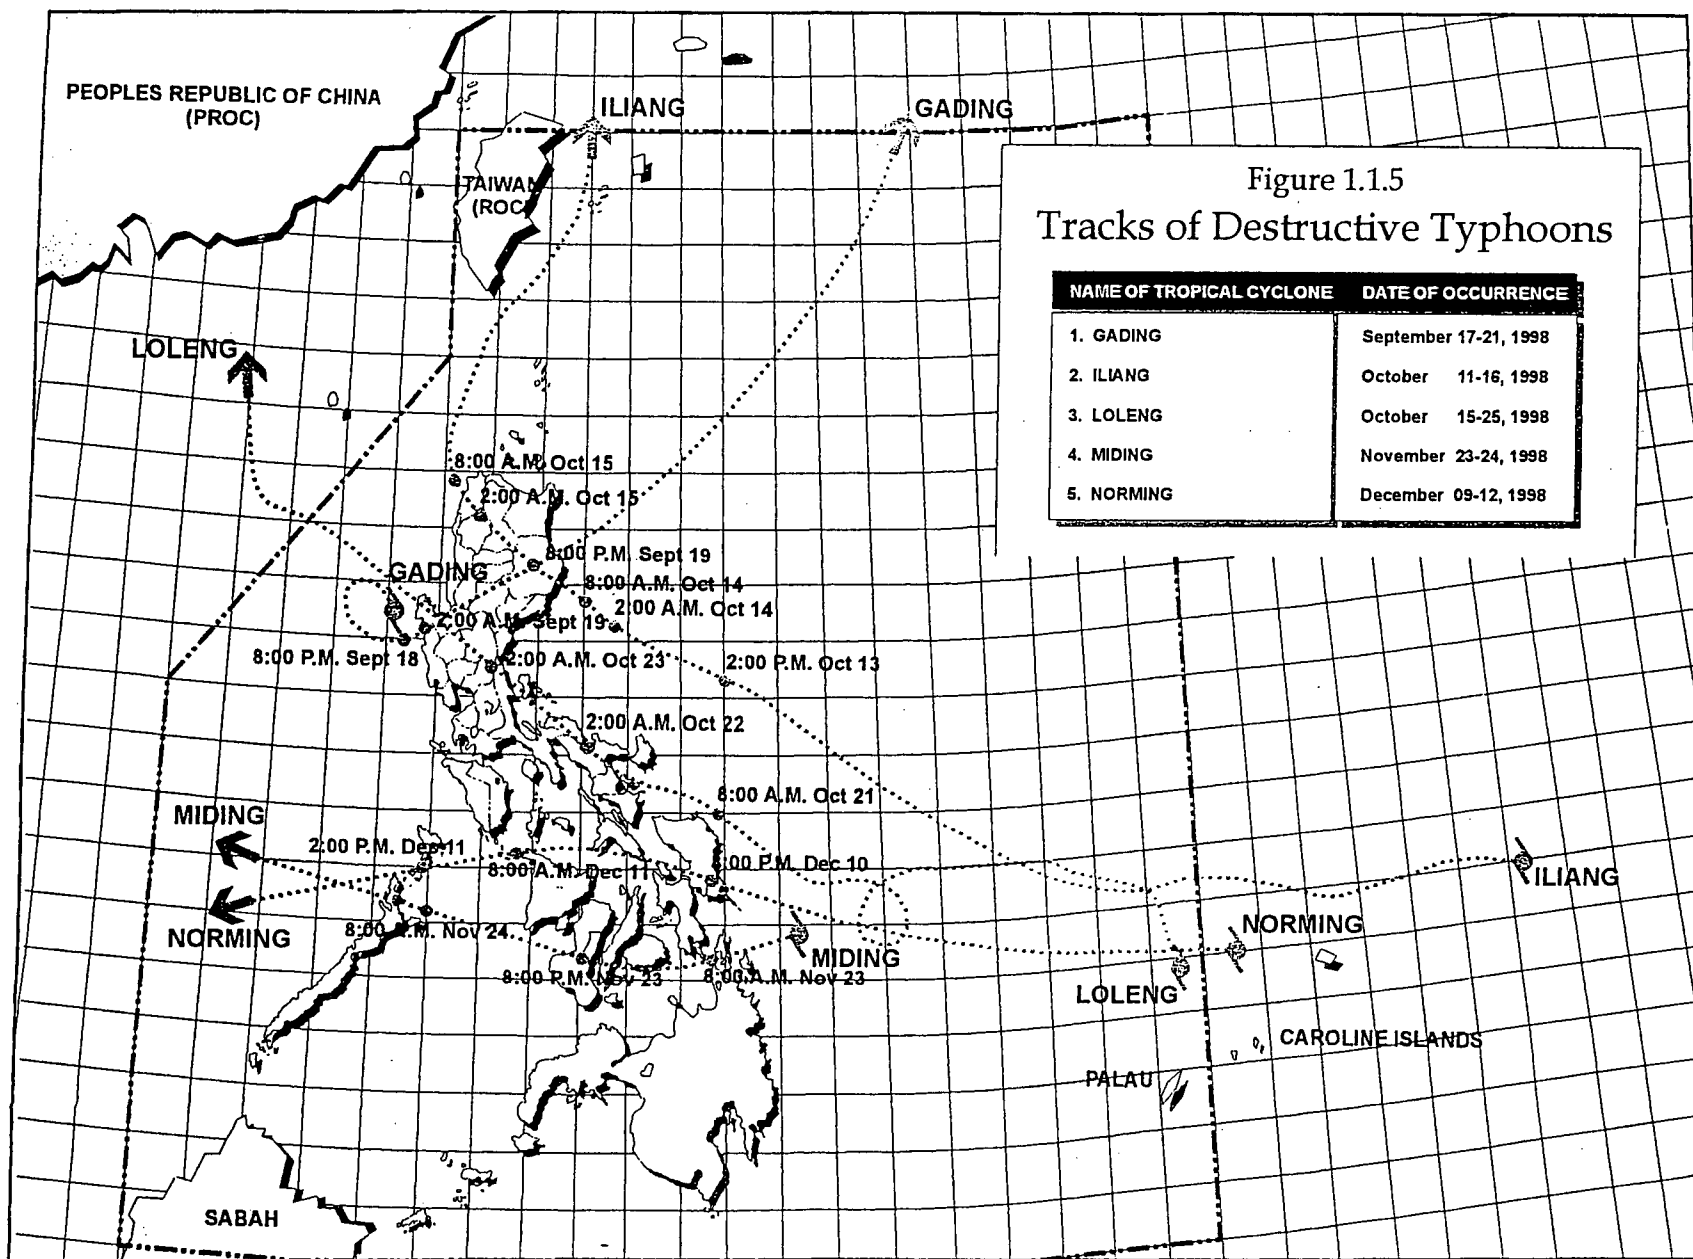 PEOPLES REPUBLIC OF CHINA
(PROC)
ILIANG
GADING
TAIWAN
(ROC)
Figure 1.1.5
Tracks of Destructive Typhoons
NAME OF TROPICAL CYCLONE DATE OF OCCURRENCE
1. GADING September 17-21, 1998
2. ILIANG October 11-16, 1998
3. LOLENG October 15-25, 1998
4. MIDING November 23-24, 1998
5. NORMING December 09-12, 1998
LOLENG
8:00 A.M. Oct 15
2:00 A.M. Oct 15
8:00 P.M. Sept 19
GADING
8:00 A.M. Oct 14
2:00 A.M. Oct 14
2:00 A.M. Sept 19
8:00 P.M. Sept 18
2:00 A.M. Oct 23
2:00 P.M. Oct 13
2:00 A.M. Oct 22
8:00 A.M. Oct 21
MIDING
2:00 P.M. Dec 11
8:00 A.M. Dec 11
:00 P.M. Dec 10
ILIANG
NORMING
8:00 A.M. Nov 24
NORMING
MIDING
8:00 P.M. Nov 23
8:00 A.M. Nov 23
LOLENG
CAROLINE ISLANDS
PALAU
SABAH